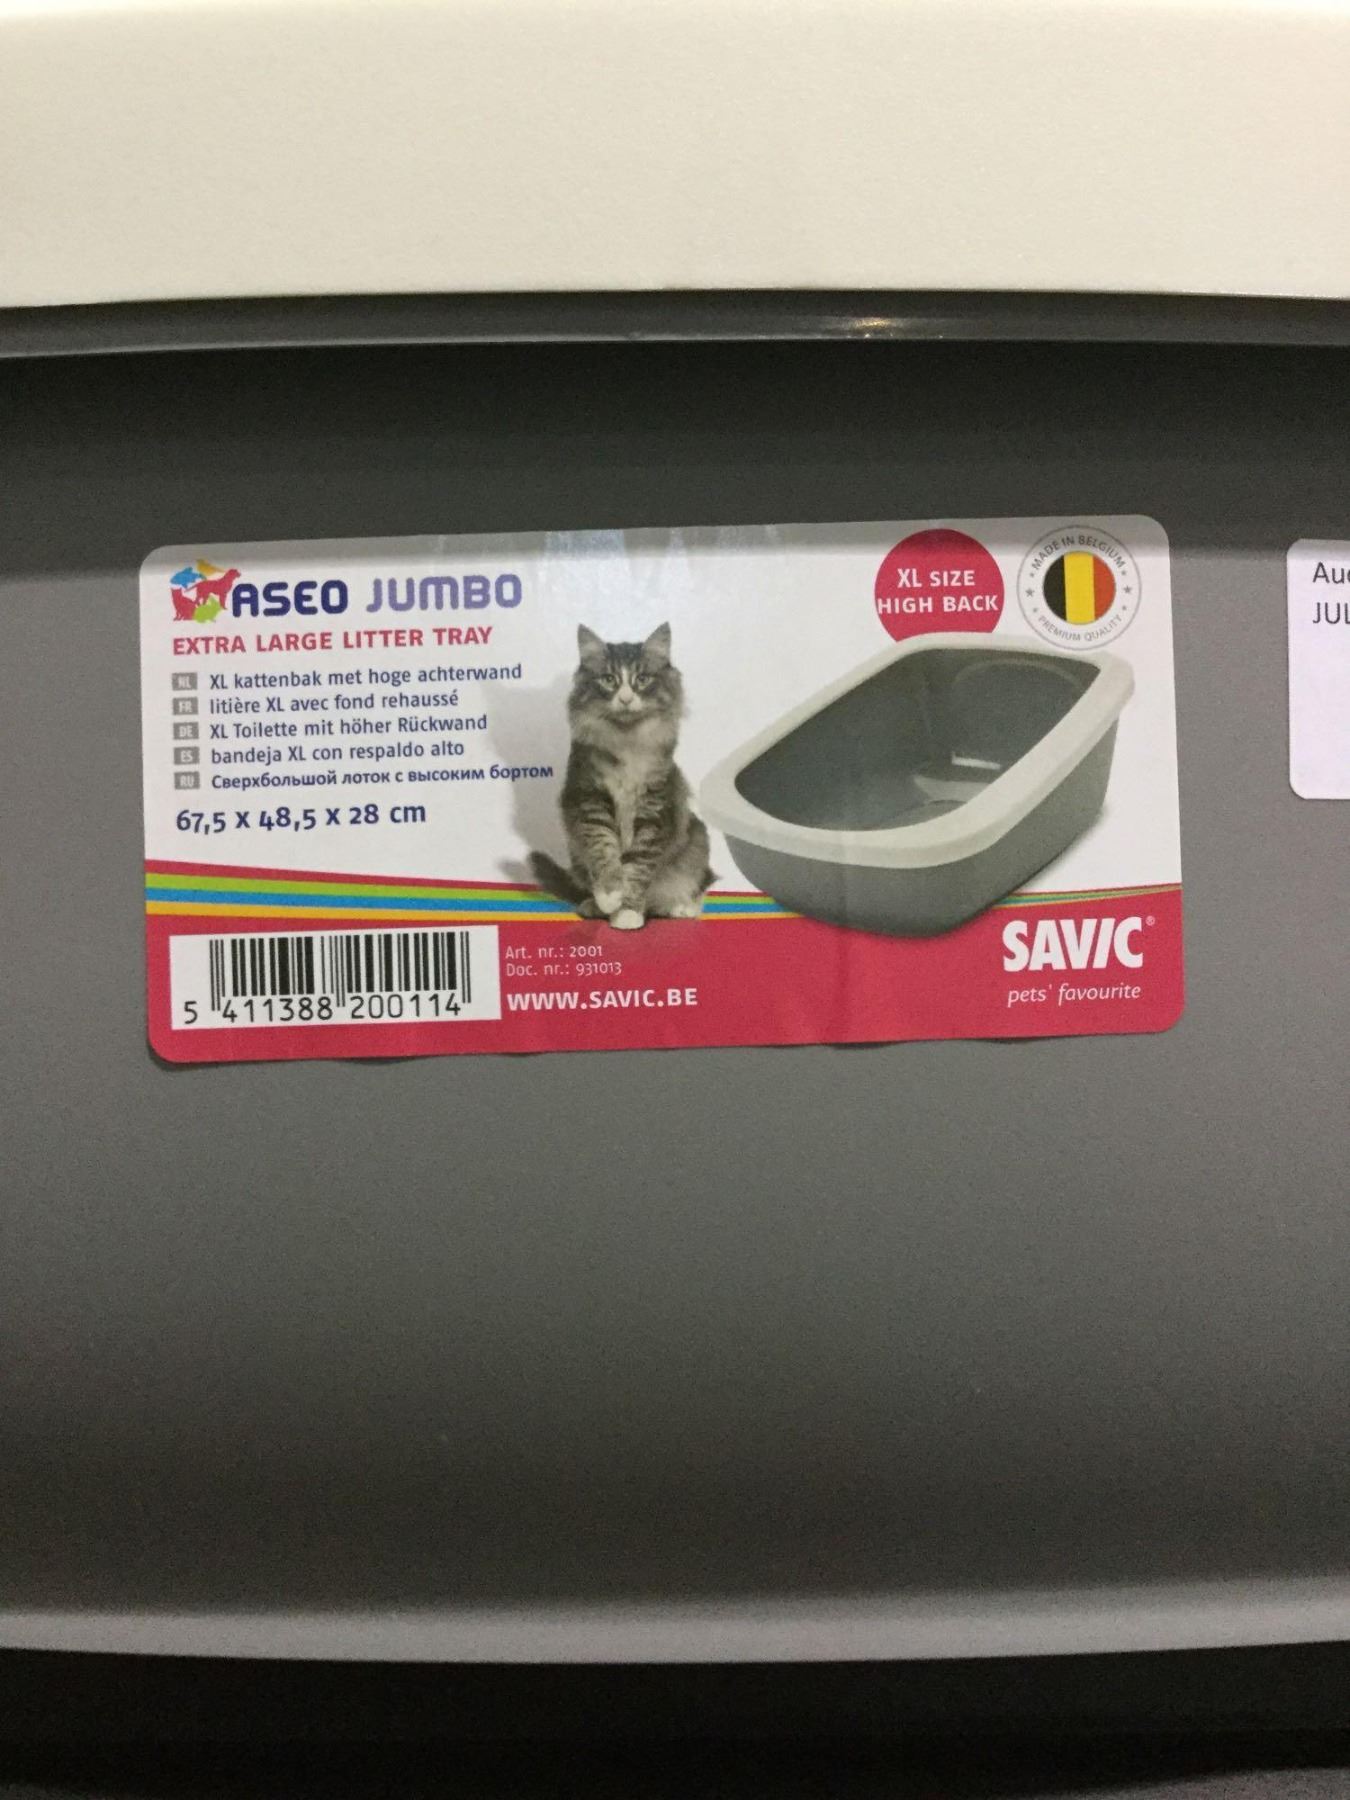 ASEO JUMBO
EXTRA LARGE LITTER TRAY
NL XL kattenbak met hoge achterwand
FR litière XL avec fond rehaussé
DE XL Toilette mit höher Rückwand
ES bandeja XL con respaldo alto
RU Сверхбольшой лоток с высоким бортом
67,5 x 48,5 x 28 cm
XL SIZE
HIGH BACK
MADE IN BELGIUM
PREMIUM QUALITY
5 411388 200114
Art. nr.: 2001
Doc. nr.: 931013
WWW.SAVIC.BE
SAVIC®
pets' favourite